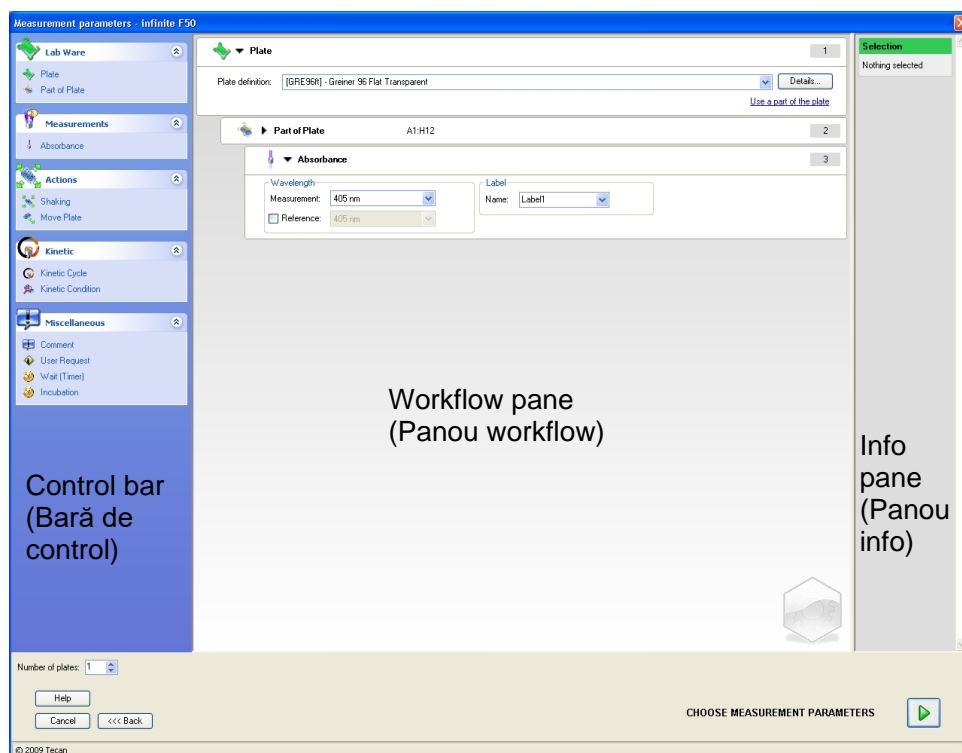 Measurement parameters - infinite F50
Lab Ware
Plate
Part of Plate
Measurements
Absorbance
Actions
Shaking
Move Plate
Kinetic
Kinetic Cycle
Kinetic Condition
Miscellaneous
Comment
User Request
Wait (Timer)
Incubation
Control bar
(Bară de
control)
Plate 1
Plate definition: [GRE96ft] - Greiner 96 Flat Transparent Details...
Use a part of the plate
Part of Plate A1:H12 2
Absorbance 3
Wavelength
Measurement: 405 nm
Reference: 405 nm
Label
Name: Label1
Workflow pane
(Panou workflow)
Selection
Nothing selected
Info
pane
(Panou
info)
Number of plates: 1
Help
Cancel <<< Back
CHOOSE MEASUREMENT PARAMETERS
© 2009 Tecan